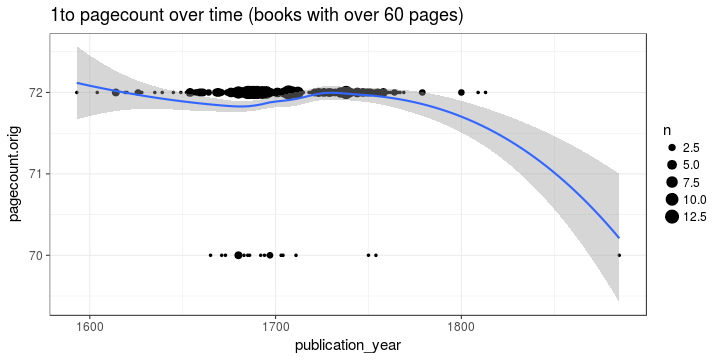 1to pagecount over time (books with over 60 pages)
pagecount.orig
72
71
70
1600
1700
1800
publication_year
n
2.5
5.0
7.5
10.0
12.5